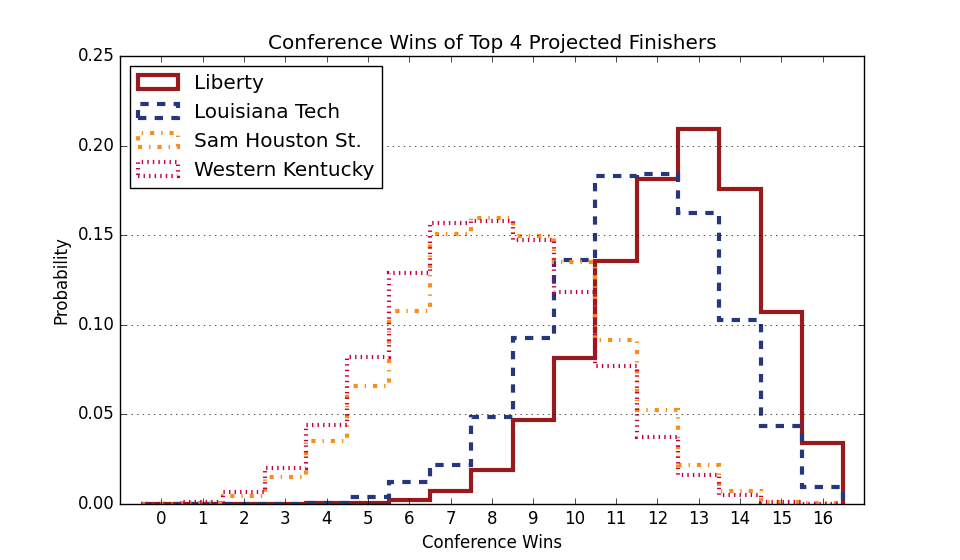 Conference Wins of Top 4 Projected Finishers
0.25
0.20
0.15
0.10
0.05
0.00
Probability
Liberty
Louisiana Tech
Sam Houston St.
Western Kentucky
0 1 2 3 4 5 6 7 8 9 10 11 12 13 14 15 16
Conference Wins